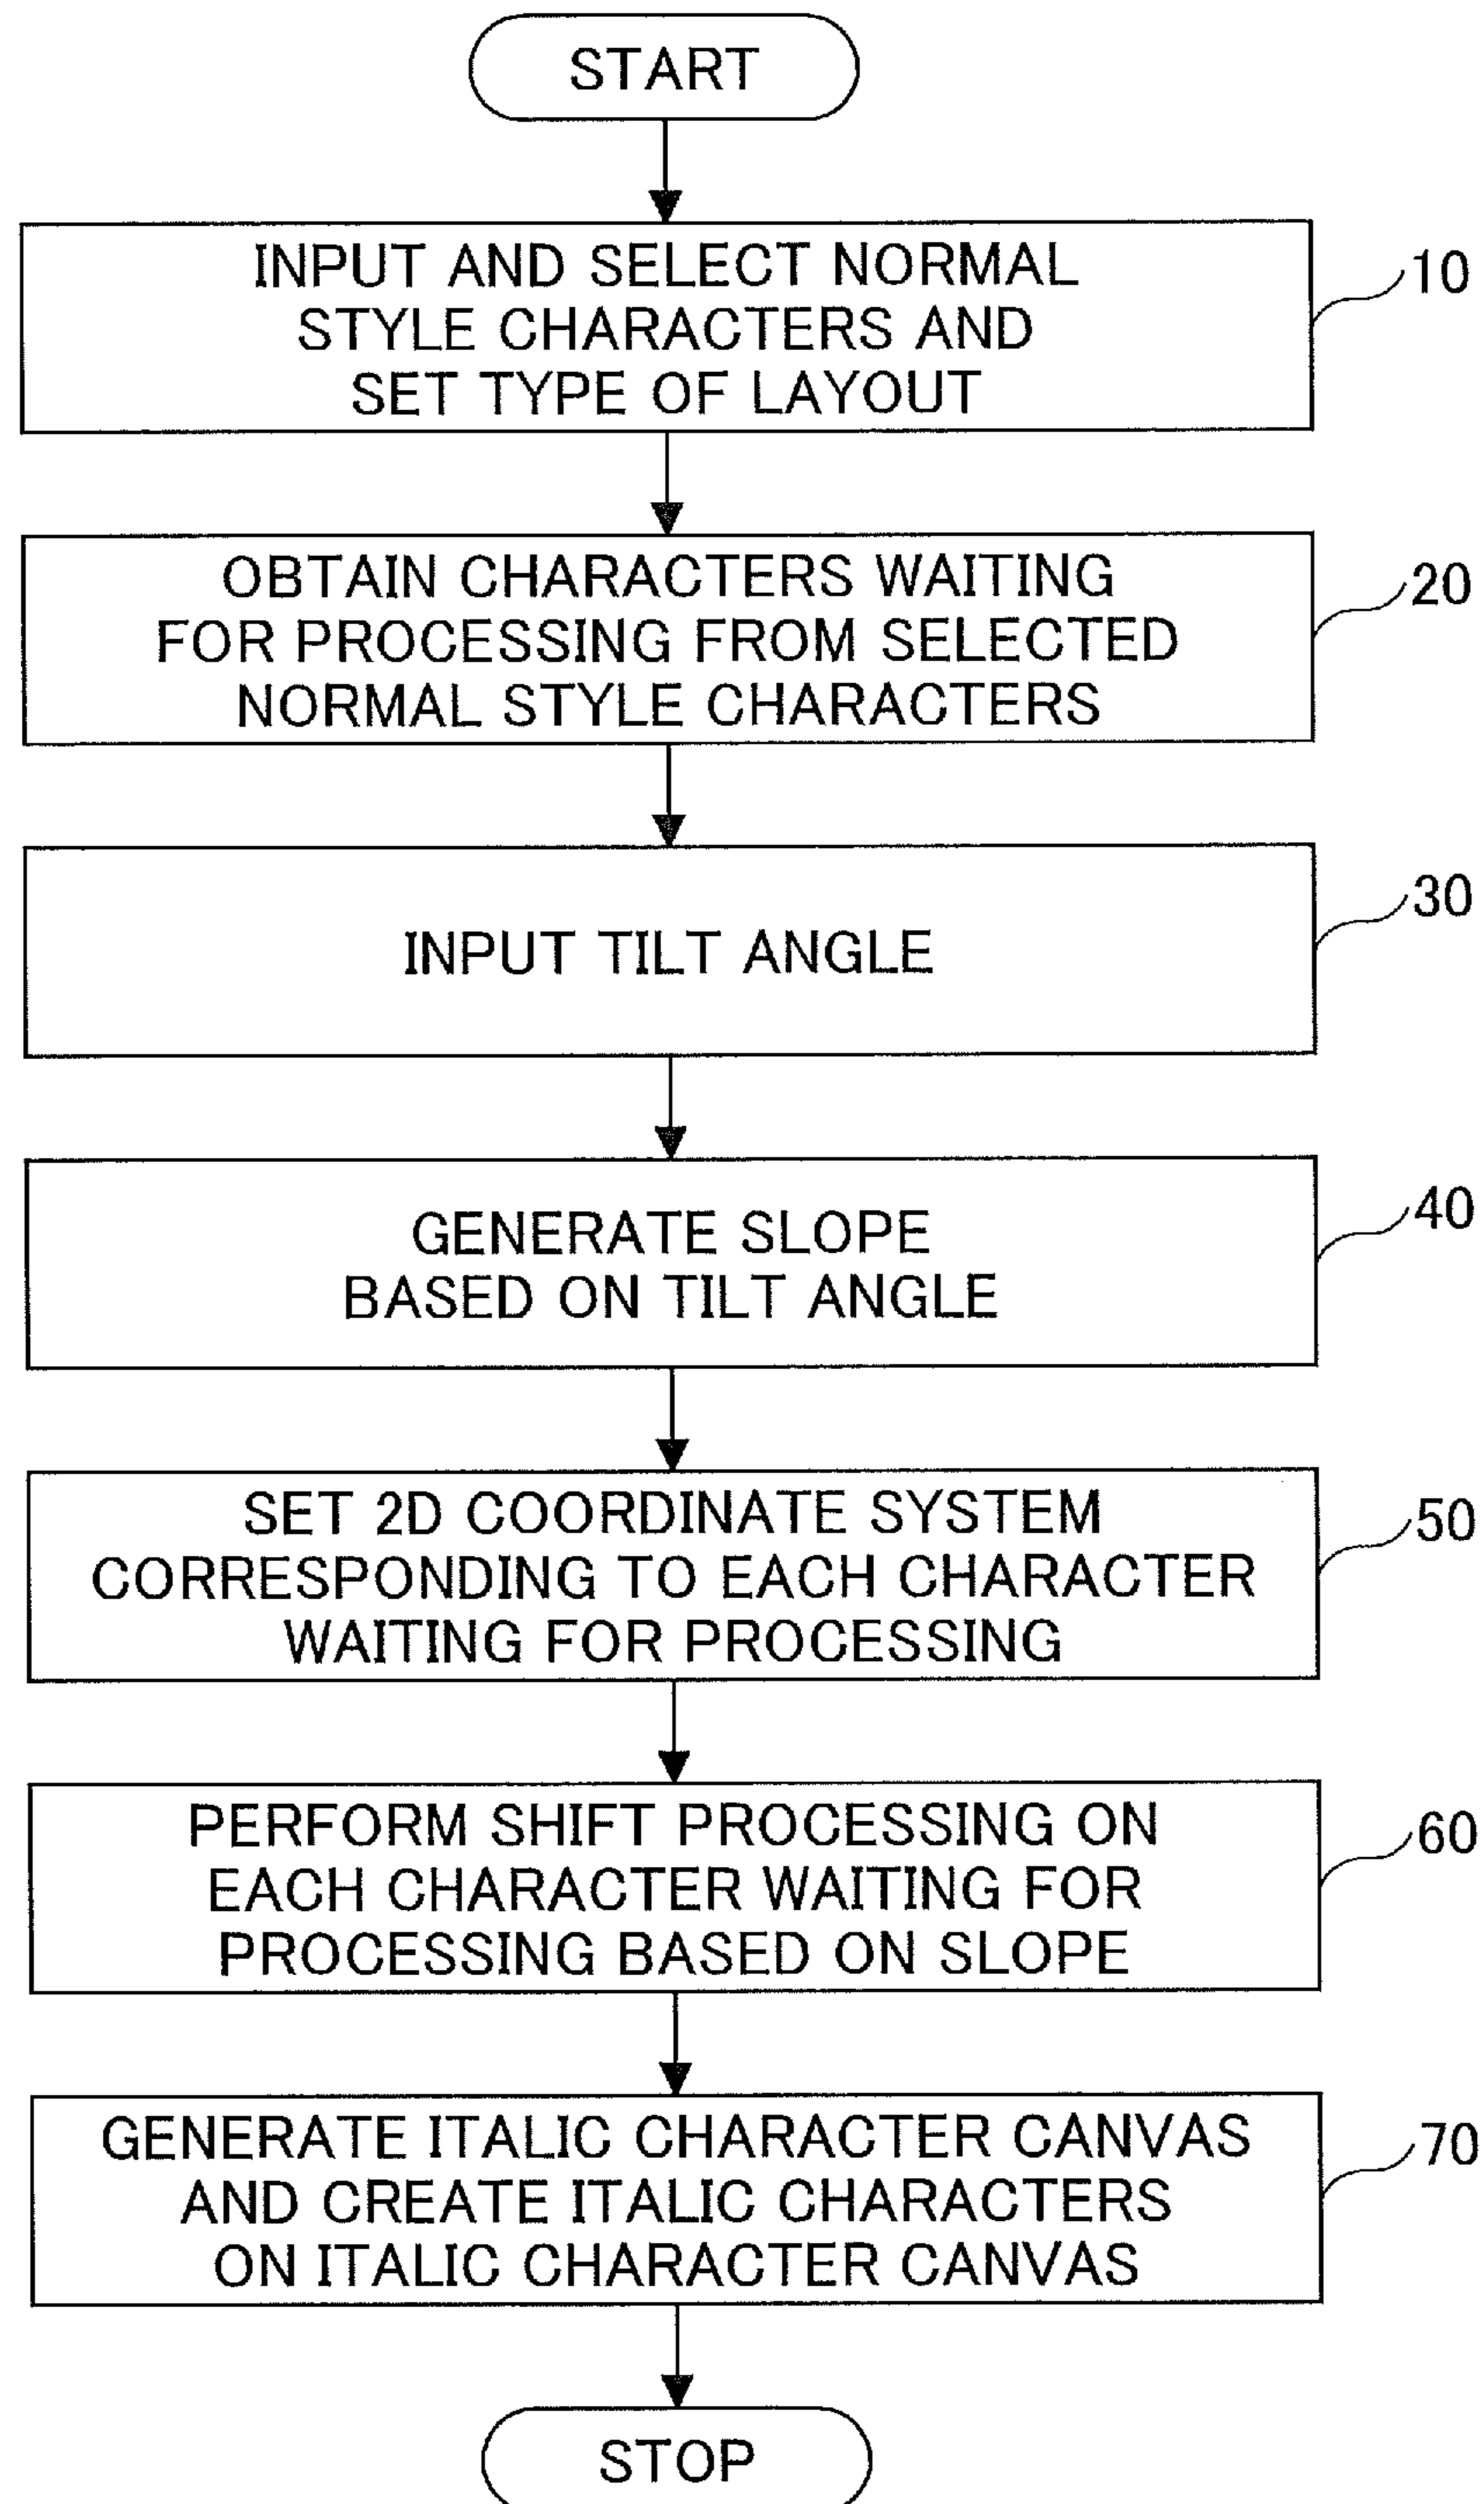 START
INPUT AND SELECT NORMAL
STYLE CHARACTERS AND
SET TYPE OF LAYOUT
10
OBTAIN CHARACTERS WAITING
FOR PROCESSING FROM SELECTED
NORMAL STYLE CHARACTERS
20
INPUT TILT ANGLE
30
GENERATE SLOPE
BASED ON TILT ANGLE
40
SET 2D COORDINATE SYSTEM
CORRESPONDING TO EACH CHARACTER
WAITING FOR PROCESSING
50
PERFORM SHIFT PROCESSING ON
EACH CHARACTER WAITING FOR
PROCESSING BASED ON SLOPE
60
GENERATE ITALIC CHARACTER CANVAS
AND CREATE ITALIC CHARACTERS
ON ITALIC CHARACTER CANVAS
70
STOP